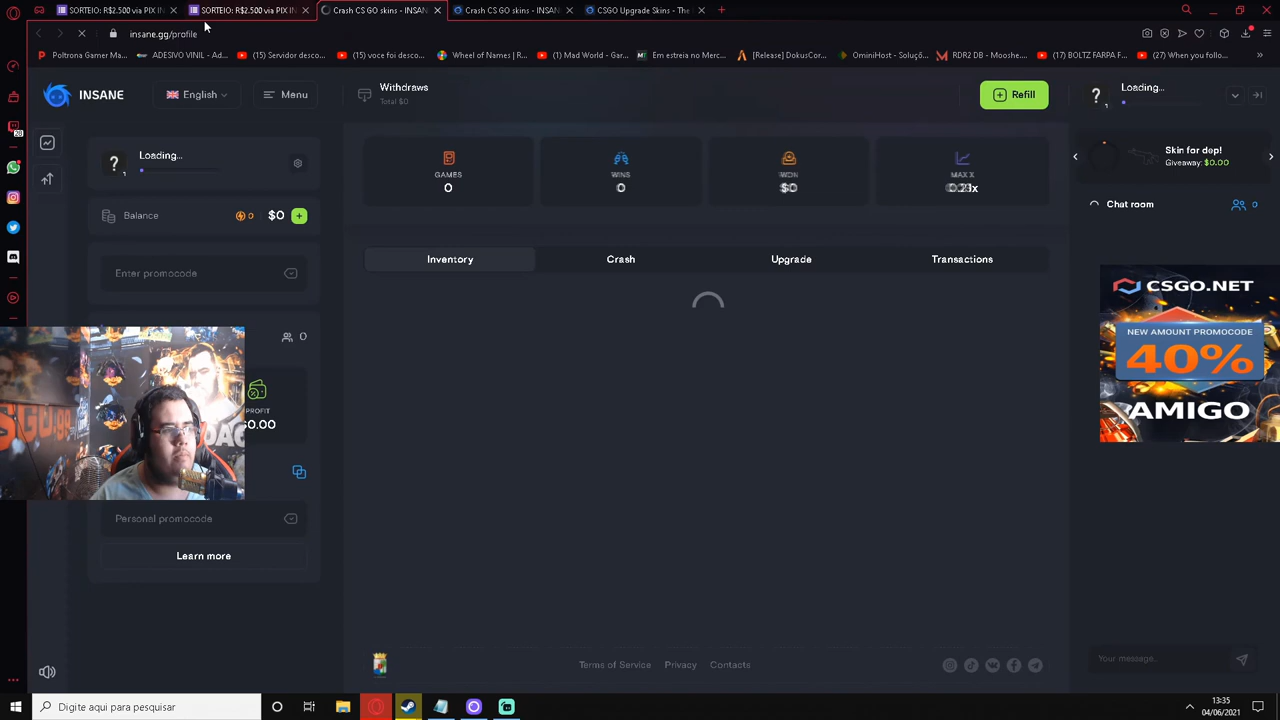 SORTEIO: R$2.500 via PIX IN
SORTEIO: R$2.500 via PIX IN
Crash CS GO skins - INSAN
Crash CS GO skins - INSAN
CSGO Upgrade Skins - The
insane.gg/profile
Poltrona Gamer Ma...
ADESIVO VINIL - Ad...
(15) Servidor desco...
(15) voce foi desco...
Wheel of Names | R...
(1) Mad World - Gar...
Em estreia no Merc...
[Release] DokusCor...
OminiHost - Soluçõ...
RDR2 DB - Mooshe...
(17) BOLTZ FARPA F...
(27) When you follo...
INSANE
English
Menu
Withdraws
Total $0
Refill
Loading...
Loading...
GAMES
0
WINS
0
WON
$0
MAX X
Skin for dep!
Giveaway: $0.00
Balance
0
$0
Chat room
0
Inventory
Crash
Upgrade
Transactions
Enter promocode
CSGO.NET
NEW AMOUNT PROMOCODE
40%
AMIGO
0
PROFIT
$0.00
Personal promocode
Learn more
Terms of Service
Privacy
Contacts
Your message..
28
Digite aqui para pesquisar
13:35
04/06/2021